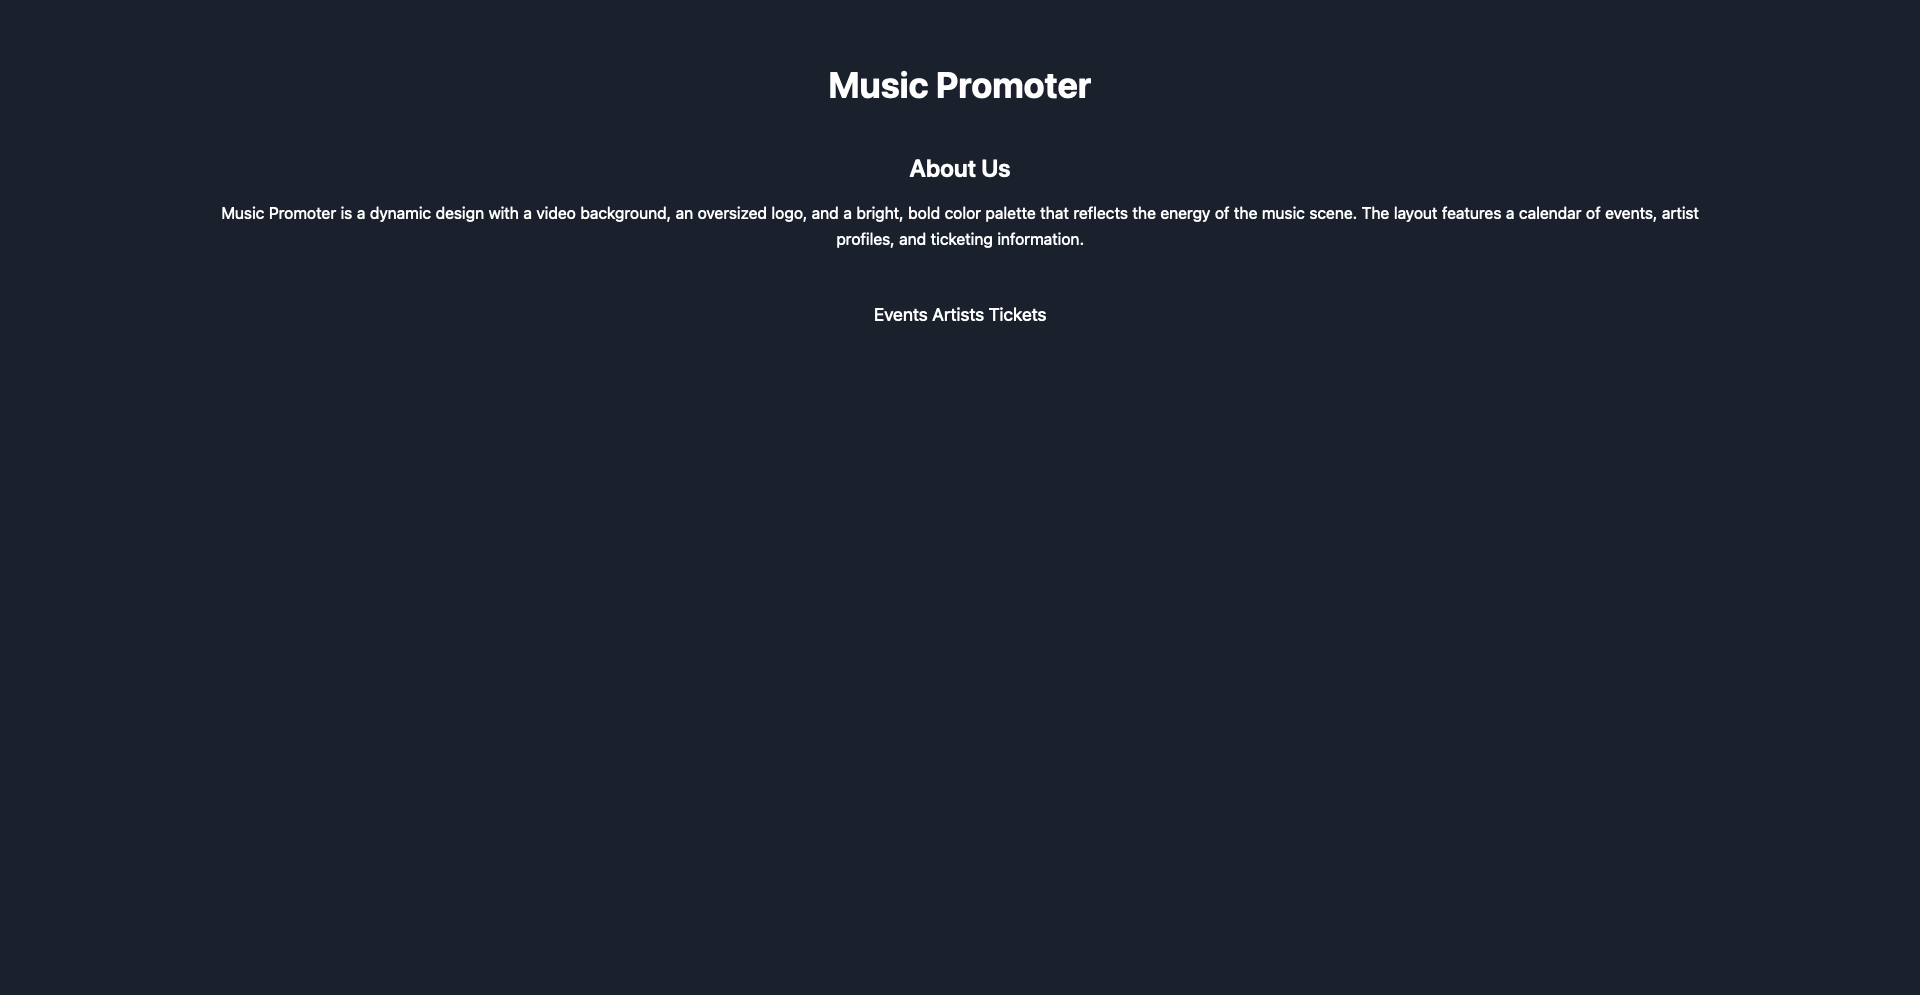 Music Promoter
About Us
Music Promoter is a dynamic design with a video background, an oversized logo, and a bright, bold color palette that reflects the energy of the music scene. The layout features a calendar of events, artist
profiles, and ticketing information.
Events Artists Tickets